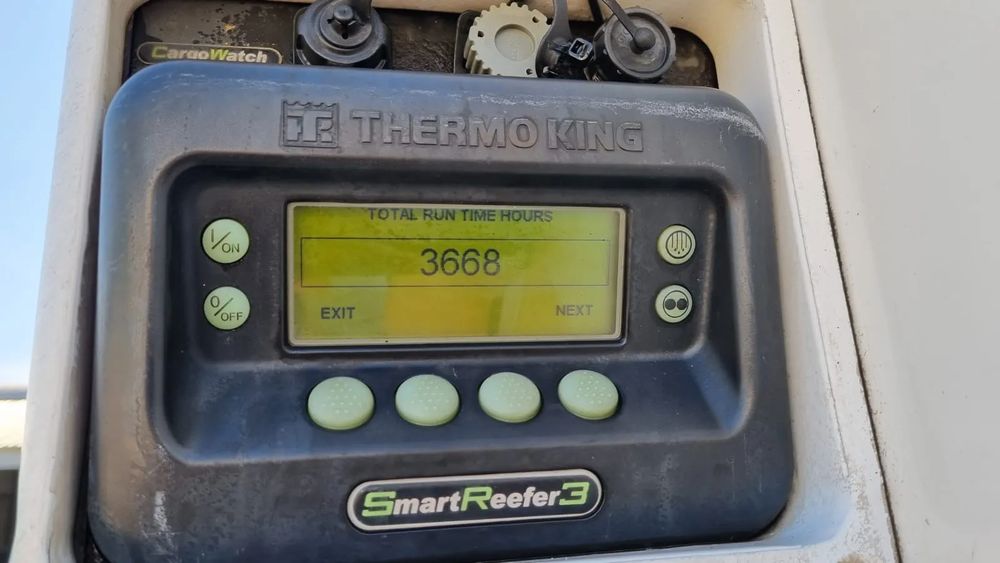 CargoWatch
THERMO KING
TOTAL RUN TIME HOURS
I/ON
3668
O/OFF
EXIT
NEXT
SmartReefer3